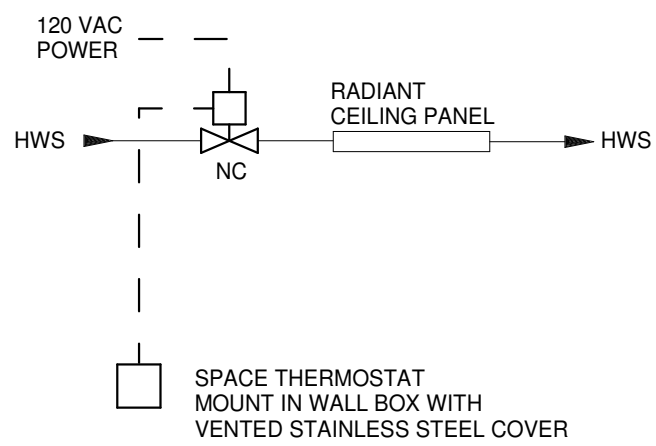 120 VAC
POWER
RADIANT
CEILING PANEL
HWS
HWS
NC
SPACE THERMOSTAT
MOUNT IN WALL BOX WITH
VENTED STAINLESS STEEL COVER